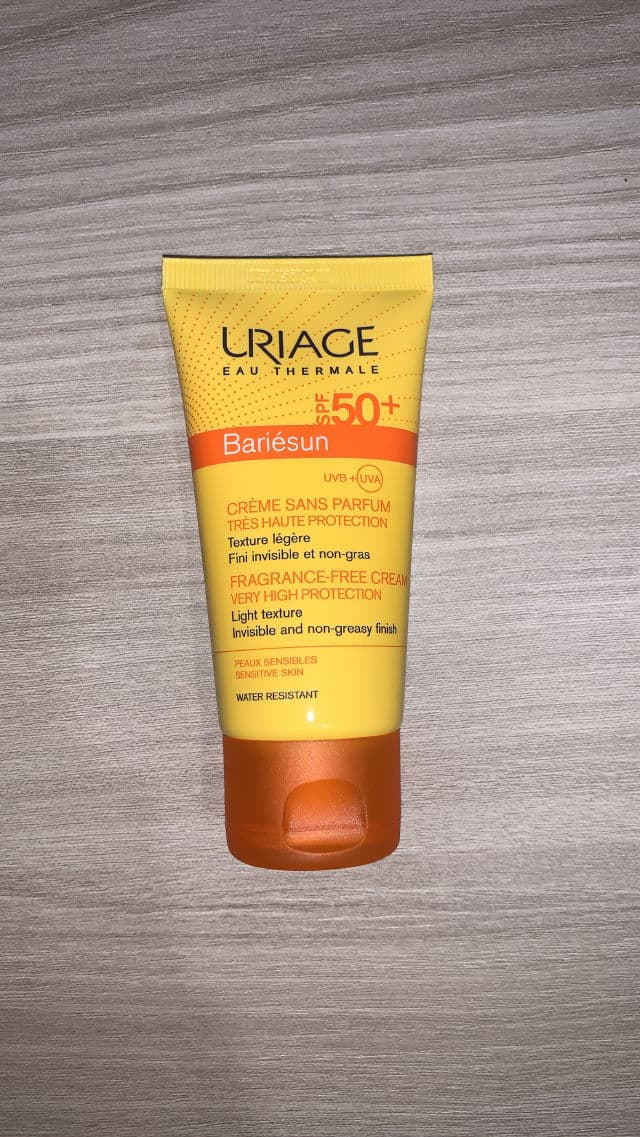 URIAGE
EAU THERMALE
SPF 50+
Bariésun
UVB + UVA
CRÈME SANS PARFUM
TRÈS HAUTE PROTECTION
Texture légère
Fini invisible et non-gras
FRAGRANCE-FREE CREAM
VERY HIGH PROTECTION
Light texture
Invisible and non-greasy finish
PEAUX SENSIBLES
SENSITIVE SKIN
WATER RESISTANT